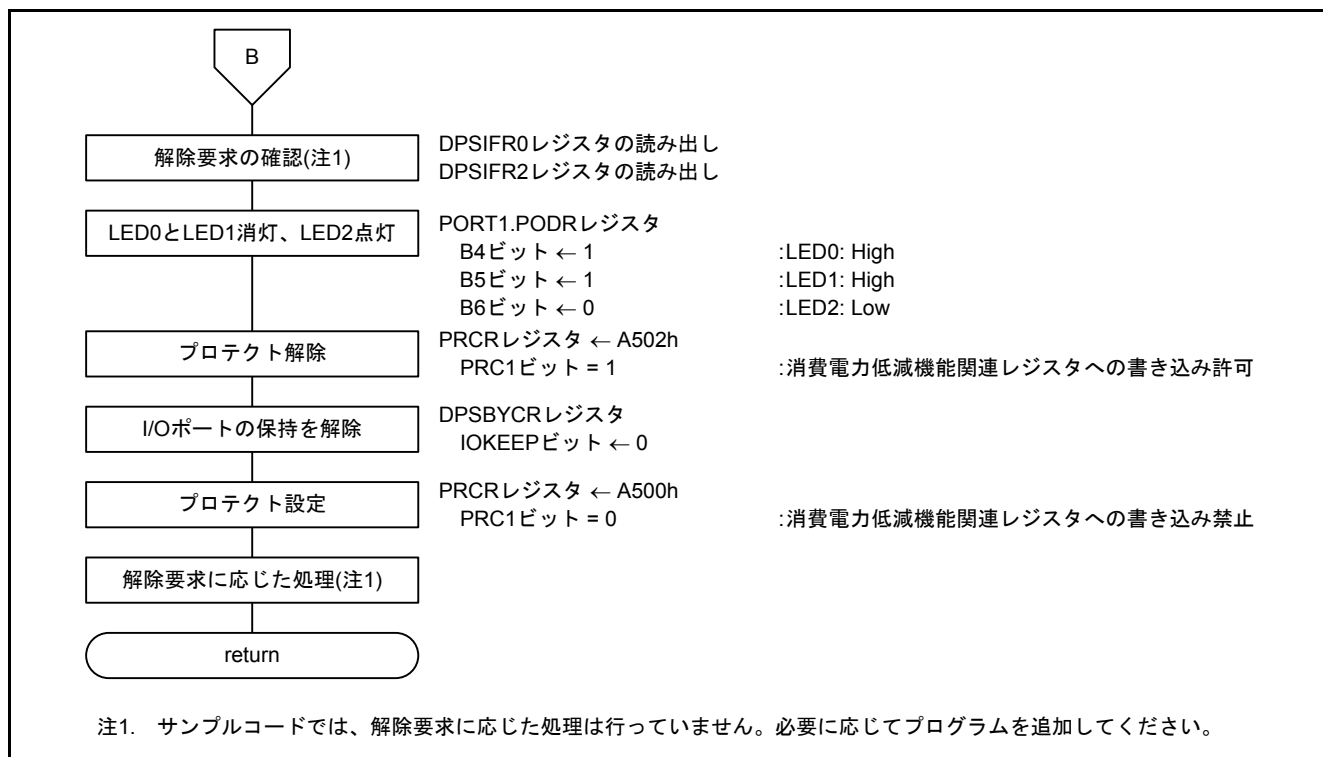 B
解除要求の確認(注1)
DPSIFR0レジスタの読み出し
DPSIFR2レジスタの読み出し
LED0とLED1消灯、LED2点灯
PORT1.PODRレジスタ
B4ビット ← 1 :LED0: High
B5ビット ← 1 :LED1: High
B6ビット ← 0 :LED2: Low
プロテクト解除
PRCRレジスタ ← A502h
PRC1ビット = 1 :消費電力低減機能関連レジスタへの書き込み許可
I/Oポートの保持を解除
DPSBYCRレジスタ
IOKEEPビット ← 0
プロテクト設定
PRCRレジスタ ← A500h
PRC1ビット = 0 :消費電力低減機能関連レジスタへの書き込み禁止
解除要求に応じた処理(注1)
return
注1. サンプルコードでは、解除要求に応じた処理は行っていません。必要に応じてプログラムを追加してください。